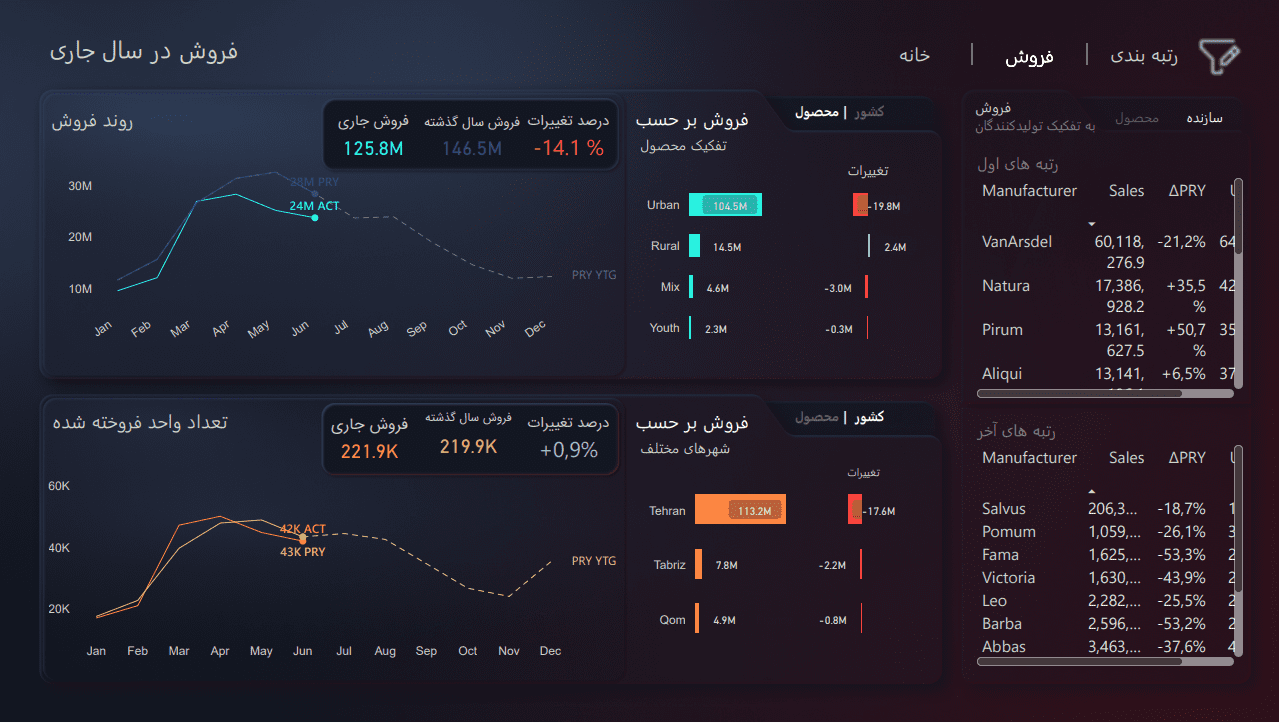 فروش در سال جاری
خانه | فروش | رتبه بندی
روند فروش
فروش جاری
125.8M
فروش سال گذشته
146.5M
درصد تغییرات
-14.1 %
30M
20M
10M
28M PRY
24M ACT
PRY YTG
Jan Feb Mar Apr May Jun Jul Aug Sep Oct Nov Dec
فروش بر حسب
تفکیک محصول
محصول | کشور
تغییرات
Urban 104.5M -19.8M
Rural 14.5M 2.4M
Mix 4.6M -3.0M
Youth 2.3M -0.3M
تعداد واحد فروخته شده
فروش جاری
221.9K
فروش سال گذشته
219.9K
درصد تغییرات
+0,9%
60K
40K
20K
42K ACT
43K PRY
PRY YTG
Jan Feb Mar Apr May Jun Jul Aug Sep Oct Nov Dec
فروش بر حسب
شهرهای مختلف
محصول | کشور
تغییرات
Tehran 113.2M -17.6M
Tabriz 7.8M -2.2M
Qom 4.9M -0.8M
فروش
به تفکیک تولیدکنندگان
محصول سازنده
رتبه های اول
Manufacturer Sales ΔPRY
VanArsdel 60,118, -21,2% 64
276.9
Natura 17,386, +35,5 42
928.2 %
Pirum 13,161, +50,7 35
627.5 %
Aliqui 13,141, +6,5% 37
رتبه های آخر
Manufacturer Sales ΔPRY
Salvus 206,3... -18,7% 1
Pomum 1,059,... -26,1% 3
Fama 1,625,... -53,3% 2
Victoria 1,630,... -43,9% 2
Leo 2,282,... -25,5% 2
Barba 2,596,... -53,2% 2
Abbas 3,463,... -37,6% 4